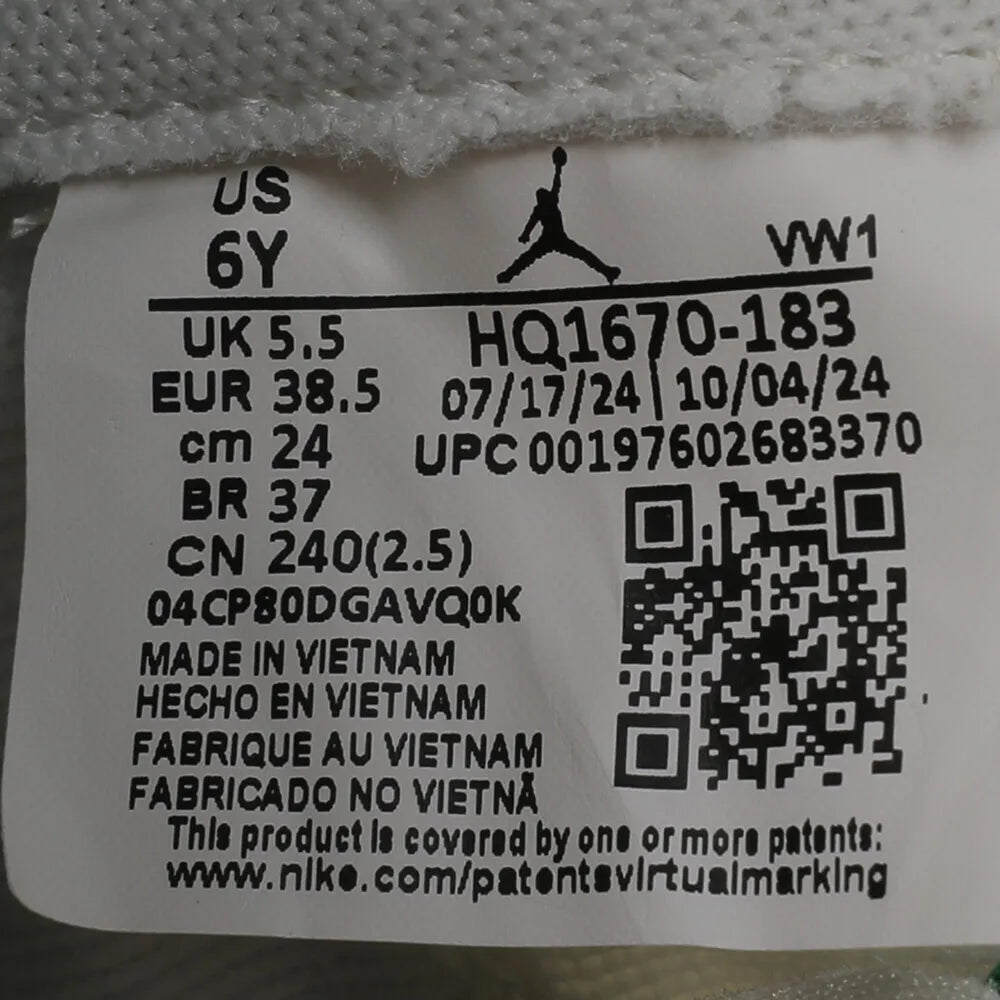 US
6Y
VW1
UK 5.5
HQ1670-183
EUR 38.5
07/17/24 | 10/04/24
cm 24
UPC 00197602683370
BR 37
CN 240(2.5)
04CP80DGAVQ0K
MADE IN VIETNAM
HECHO EN VIETNAM
FABRIQUE AU VIETNAM
FABRICADO NO VIETNÃ
This product is covered by one or more patents:
www.nike.com/patentsvirtualmarking